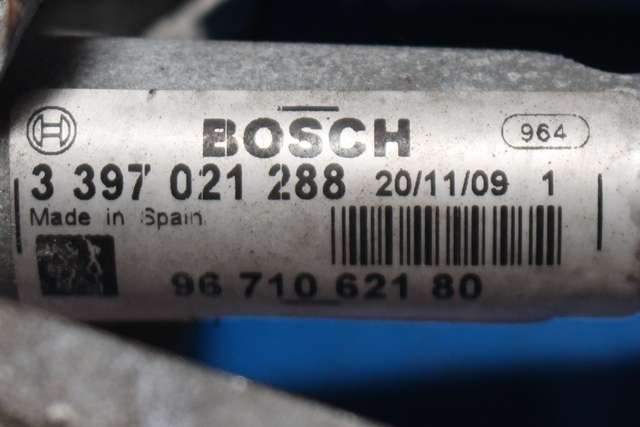 BOSCH 964
3 397 021 288 20/11/09 1
Made in Spain
96 710 621 80